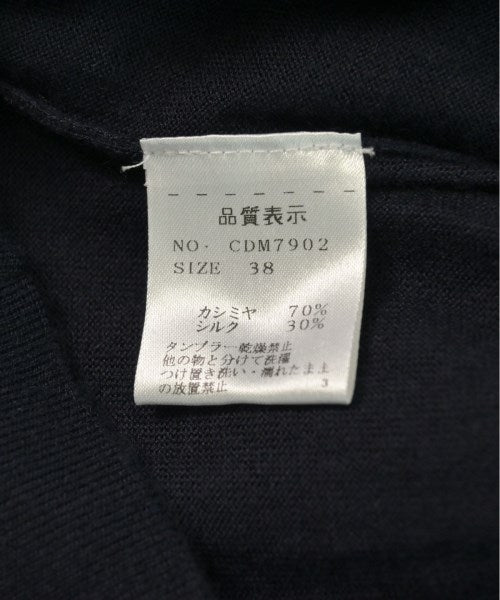 品質表示
NO. CDM7902
SIZE 38
カシミヤ 70%
シルク 30%
タンブラー乾燥禁止
他の物と分けて洗濯
つけ置き洗い・濡れたまま
の放置禁止 3